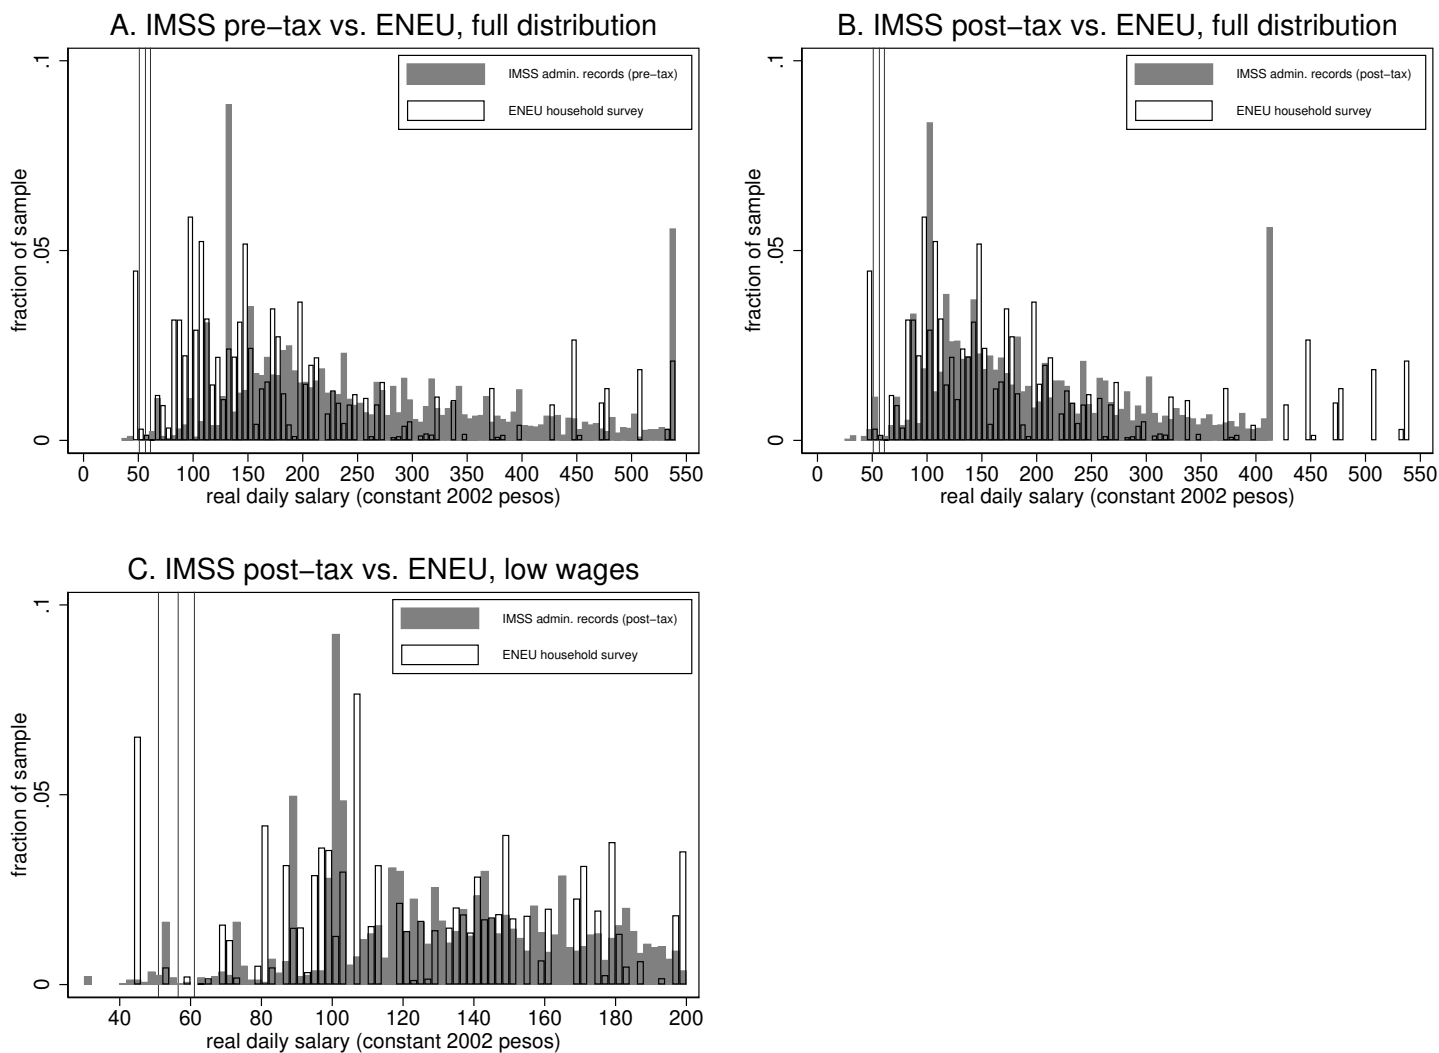 A. IMSS pre−tax vs. ENEU, full distribution
IMSS admin. records (pre−tax)
ENEU household survey
fraction of sample
.1
.05
0
0 50 100 150 200 250 300 350 400 450 500 550
real daily salary (constant 2002 pesos)
B. IMSS post−tax vs. ENEU, full distribution
IMSS admin. records (post−tax)
ENEU household survey
fraction of sample
.1
.05
0
0 50 100 150 200 250 300 350 400 450 500 550
real daily salary (constant 2002 pesos)
C. IMSS post−tax vs. ENEU, low wages
IMSS admin. records (post−tax)
ENEU household survey
fraction of sample
.1
.05
0
40 60 80 100 120 140 160 180 200
real daily salary (constant 2002 pesos)